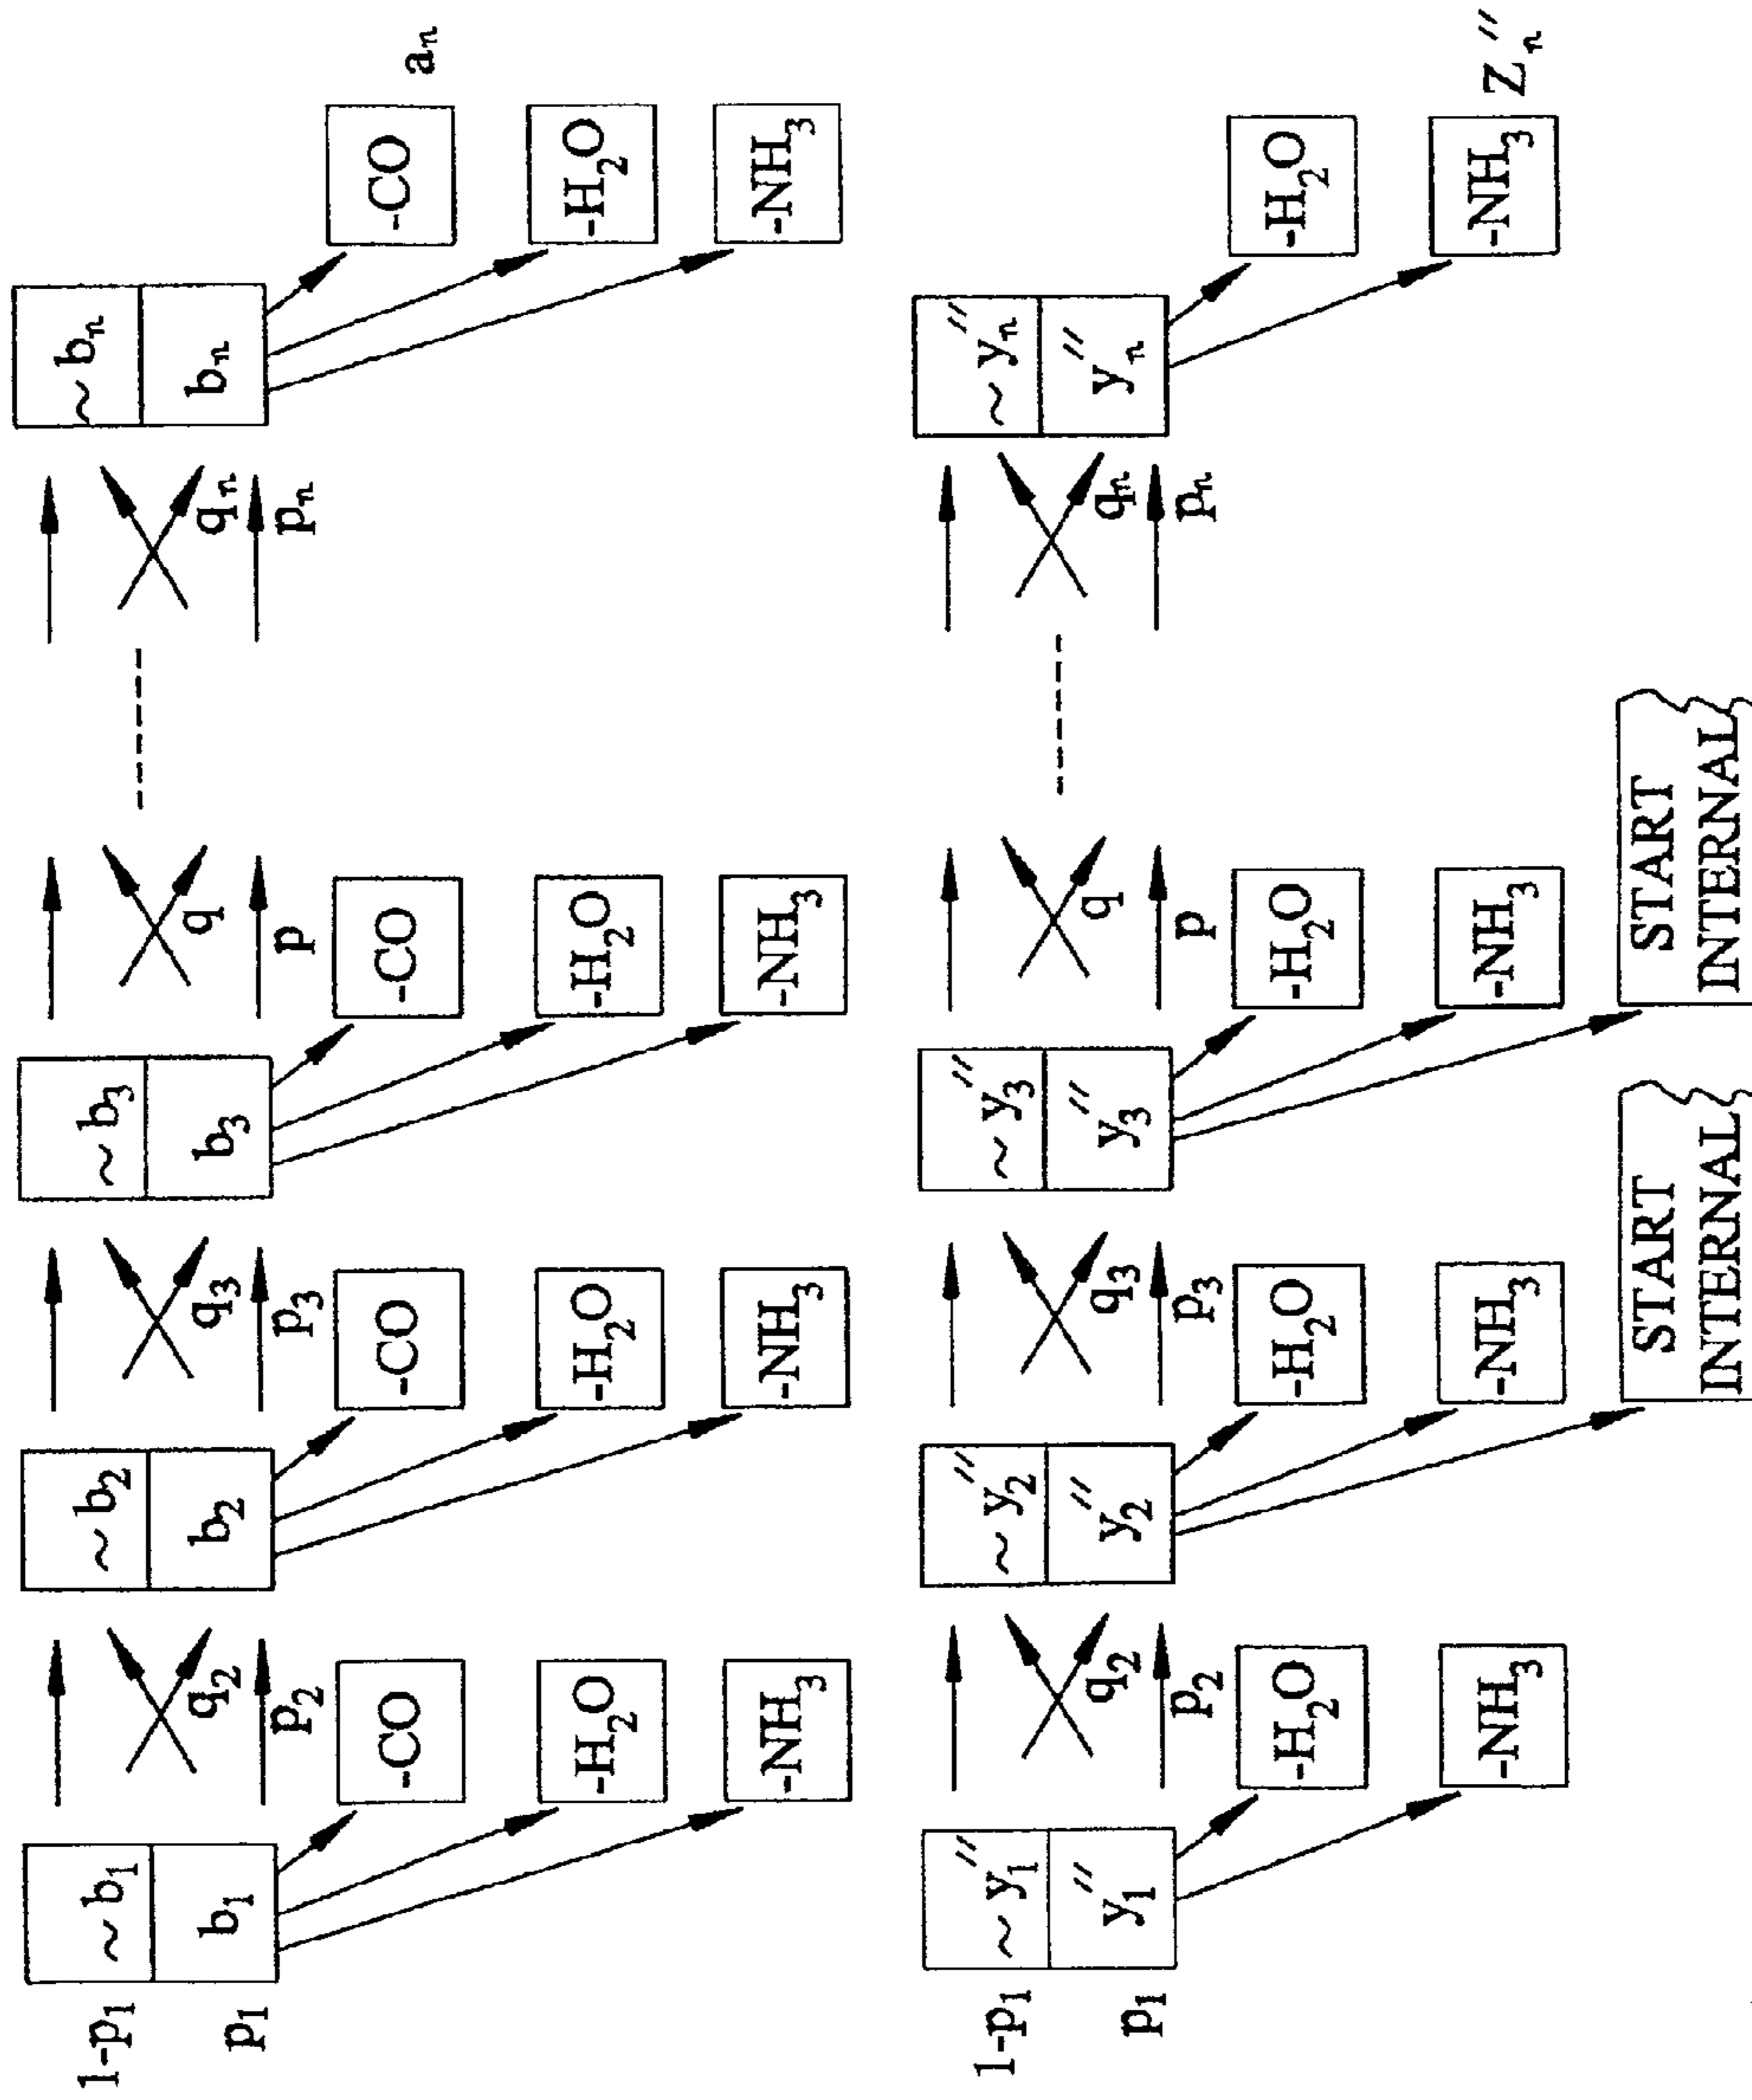 1-p₁
~ b₁
~ b₂
~ b₃
~ bₙ
p₁
b₁
b₂
b₃
bₙ
q₂
q₃
q
qₙ
p₂
p₃
p
pₙ
-CO
-CO
-CO
-CO
aₙ
-H₂O
-H₂O
-H₂O
-H₂O
-NH₃
-NH₃
-NH₃
-NH₃
1-p₁
~ y₁″
~ y₂″
~ y₃″
~ yₙ″
p₁
y₁″
y₂″
y₃″
yₙ″
q₂
q₃
q
qₙ
p₂
p₃
p
pₙ
-H₂O
-H₂O
-H₂O
-H₂O
-NH₃
-NH₃
-NH₃
-NH₃
Zₙ″
START
INTERNAL
START
INTERNAL